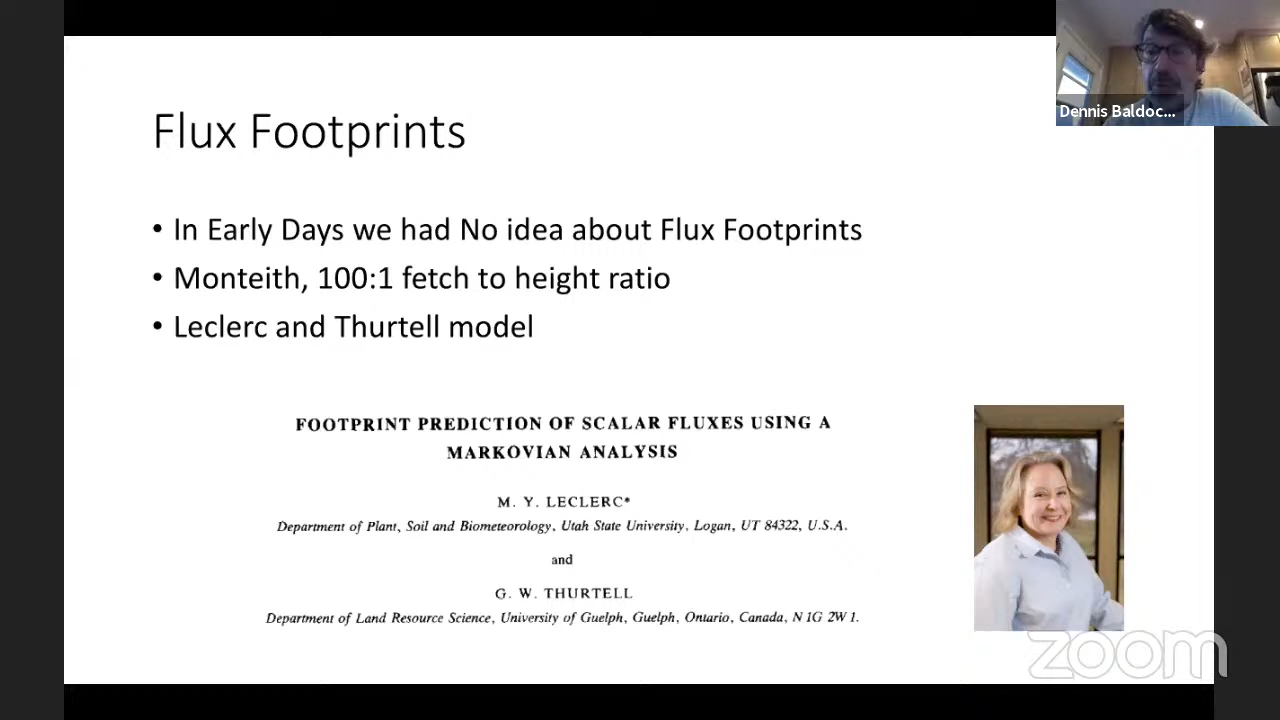 Dennis Baldoc...
Flux Footprints
• In Early Days we had No idea about Flux Footprints
• Monteith, 100:1 fetch to height ratio
• Leclerc and Thurtell model
FOOTPRINT PREDICTION OF SCALAR FLUXES USING A
MARKOVIAN ANALYSIS
M. Y. LECLERC*
Department of Plant, Soil and Biometeorology, Utah State University, Logan, UT 84322, U.S.A.
and
G. W. THURTELL
Department of Land Resource Science, University of Guelph, Guelph, Ontario, Canada, N1G 2W1.
zoom